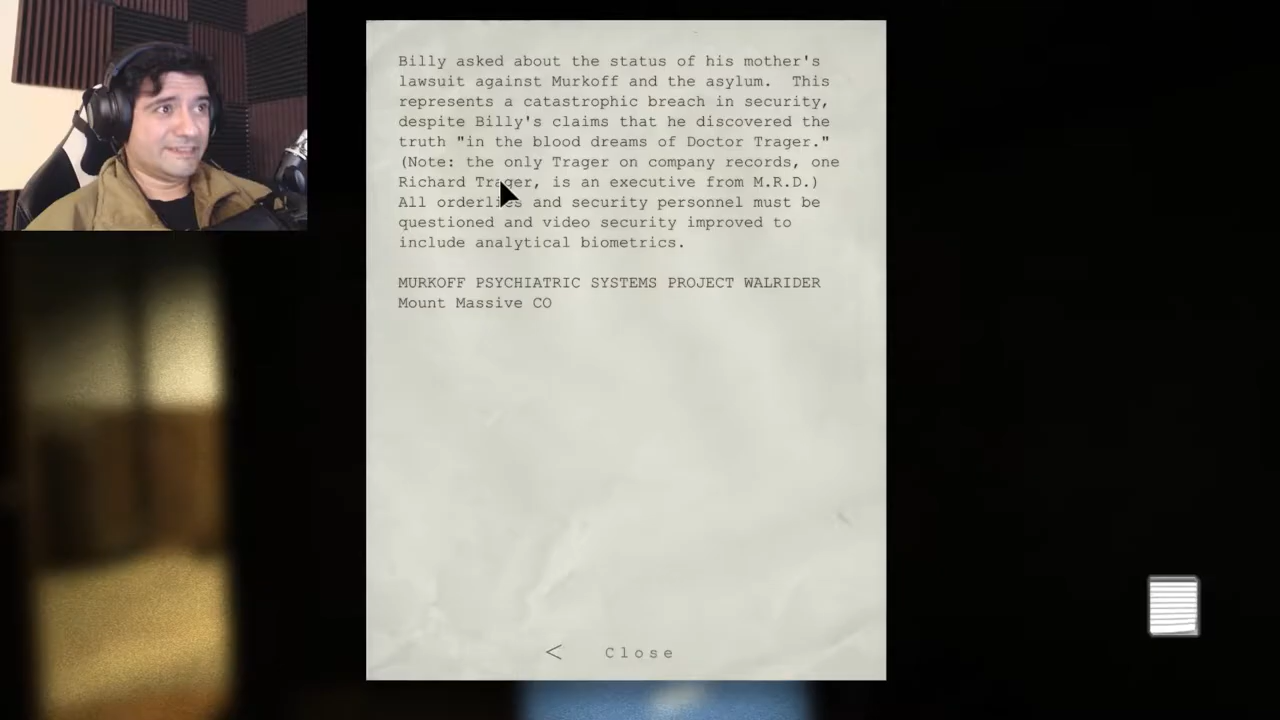 Billy asked about the status of his mother's
lawsuit against Murkoff and the asylum.  This
represents a catastrophic breach in security,
despite Billy's claims that he discovered the
truth "in the blood dreams of Doctor Trager."
(Note: the only Trager on company records, one
Richard Trager, is an executive from M.R.D.)
All orderlies and security personnel must be
questioned and video security improved to
include analytical biometrics.
MURKOFF PSYCHIATRIC SYSTEMS PROJECT WALRIDER
Mount Massive CO
< Close